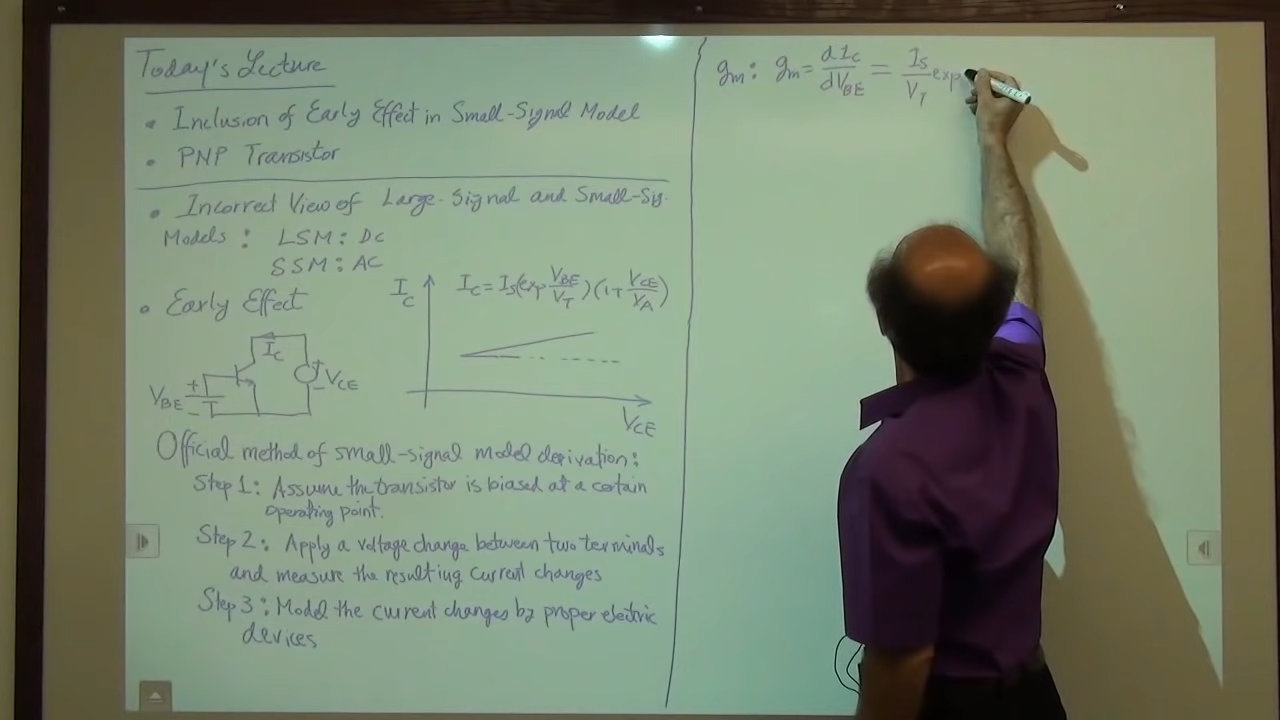 Today's Lecture
• Inclusion of Early Effect in Small-Signal Model
• PNP Transistor
• Incorrect View of Large-Signal and Small-Sig.
Models : LSM : DC
SSM : AC
• Early Effect
I_C
I_C = I_S(exp V_BE/V_T)(1+V_CE/V_A)
I_C
V_BE + -
+ - V_CE
V_CE
Official method of small-signal model derivation:
Step 1: Assume the transistor is biased at a certain
operating point.
Step 2: Apply a voltage change between two terminals
and measure the resulting current changes
Step 3: Model the current changes by proper electric
devices
g_m : g_m = dI_C/dV_BE = I_S/V_T exp